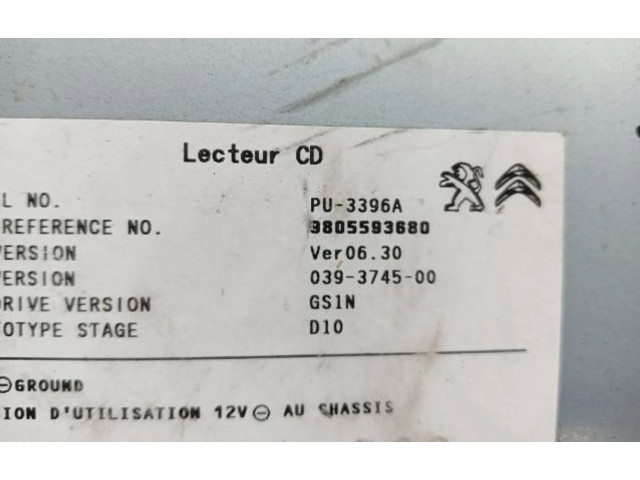 Lecteur CD
L NO. PU-3396A
REFERENCE NO. 9805593680
VERSION Ver06.30
VERSION 039-3745-00
DRIVE VERSION GS1N
OTYPE STAGE D10
⊖GROUND
SION D'UTILISATION 12V⊖ AU CHASSIS